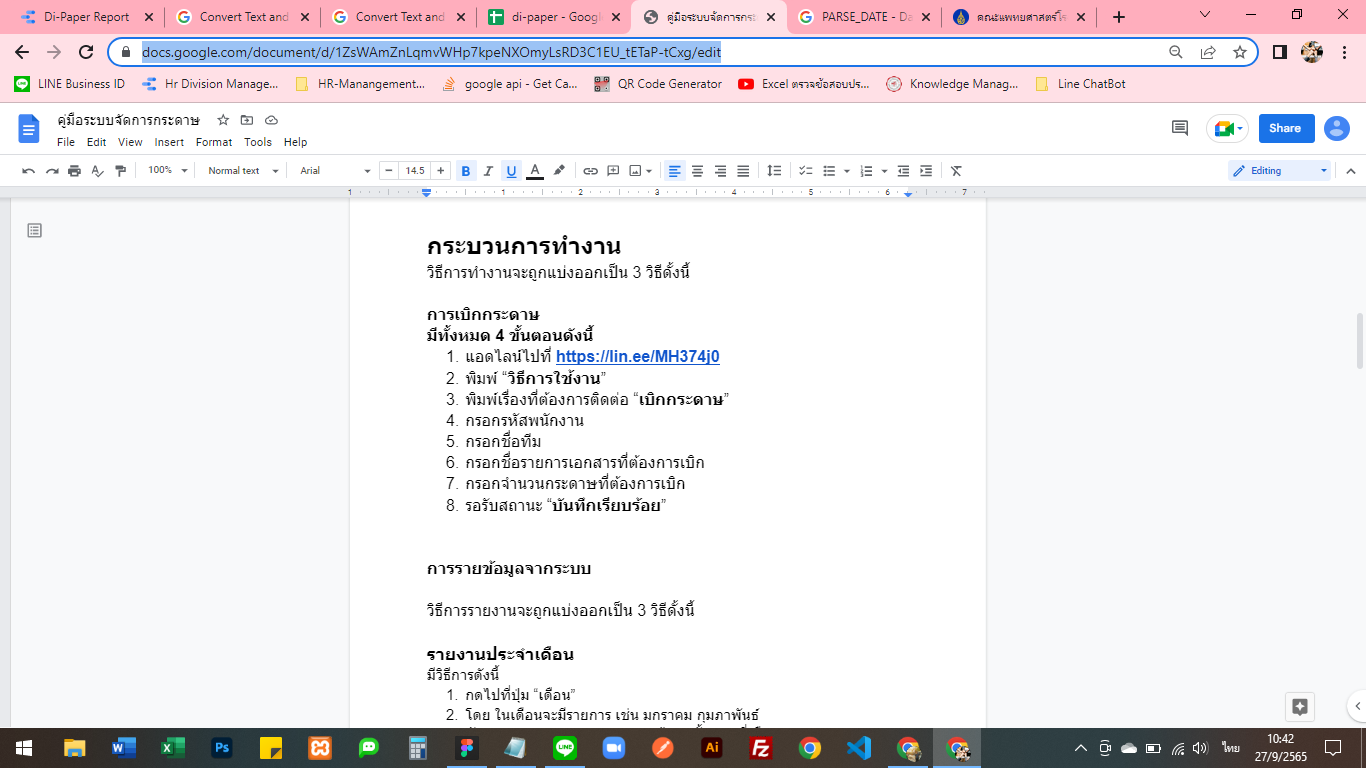 Di-Paper Report
Convert Text and
Convert Text and
di-paper - Google
คู่มือระบบจัดการกระ
PARSE_DATE - Da
คณะแพทยศาสตร์โร
docs.google.com/document/d/1ZsWAmZnLqmvWHp7kpeNXOmyLsRD3C1EU_tETaP-tCxg/edit
LINE Business ID
Hr Division Manage...
HR-Manangement...
google api - Get Ca...
QR Code Generator
Excel ตรวจข้อสอบปร...
Knowledge Manag...
Line ChatBot
คู่มือระบบจัดการกระดาษ
File Edit View Insert Format Tools Help
Share
100% Normal text Arial 14.5 B I U A Editing
1 1 2 3 4 5 6 7
กระบวนการทำงาน
วิธีการทำงานจะถูกแบ่งออกเป็น 3 วิธีดั้งนี้
การเบิกกระดาษ
มีทั้งหมด 4 ขั้นตอนดังนี้
1. แอดไลน์ไปที่ https://lin.ee/MH374j0
2. พิมพ์ “วิธีการใช้งาน”
3. พิมพ์เรื่องที่ต้องการติดต่อ “เบิกกระดาษ”
4. กรอกรหัสพนักงาน
5. กรอกชื่อทีม
6. กรอกชื่อรายการเอกสารที่ต้องการเบิก
7. กรอกจำนวนกระดาษที่ต้องการเบิก
8. รอรับสถานะ “บันทึกเรียบร้อย”
การรายข้อมูลจากระบบ
วิธีการรายงานจะถูกแบ่งออกเป็น 3 วิธีดั้งนี้
รายงานประจำเดือน
มีวิธีการดังนี้
1. กดไปที่ปุ่ม “เดือน”
2. โดย ในเดือนจะมีรายการ เช่น มกราคม กุมภาพันธ์
ไทย
10:42
27/9/2565